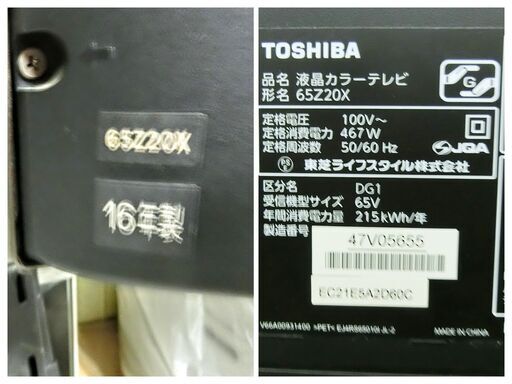 65Z20X
16年製
TOSHIBA
品名 液晶カラーテレビ
形名 65Z20X
定格電圧 100V~
定格消費電力 467W
定格周波数 50/60 Hz
G
JQA
PS
E
東芝ライフスタイル株式会社
区分名 DG1
受信機型サイズ 65V
年間消費電力量 215kWh/年
製造番号
47V05655
EC21E5A2D60C
MADE IN CHINA